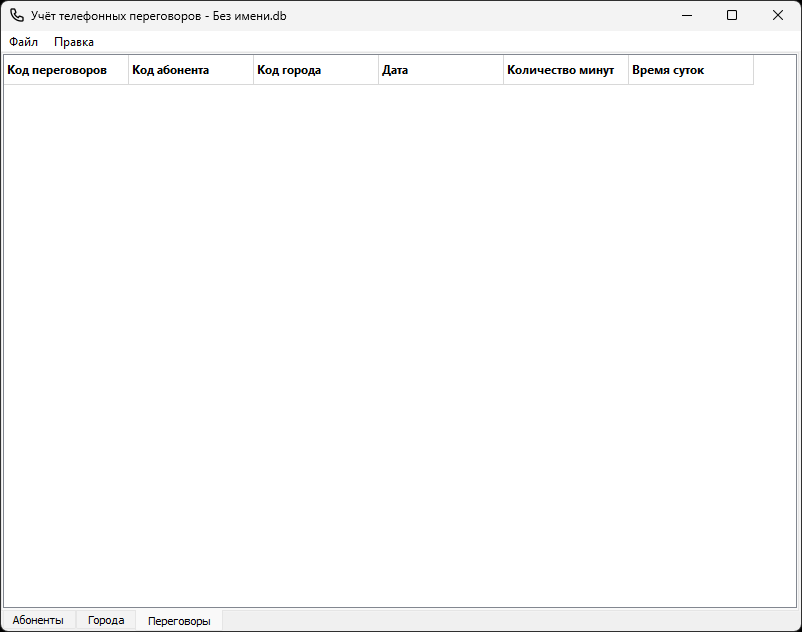 Учёт телефонных переговоров - Без имени.db
Файл Правка
Код переговоров Код абонента Код города Дата Количество минут Время суток
Абоненты Города Переговоры